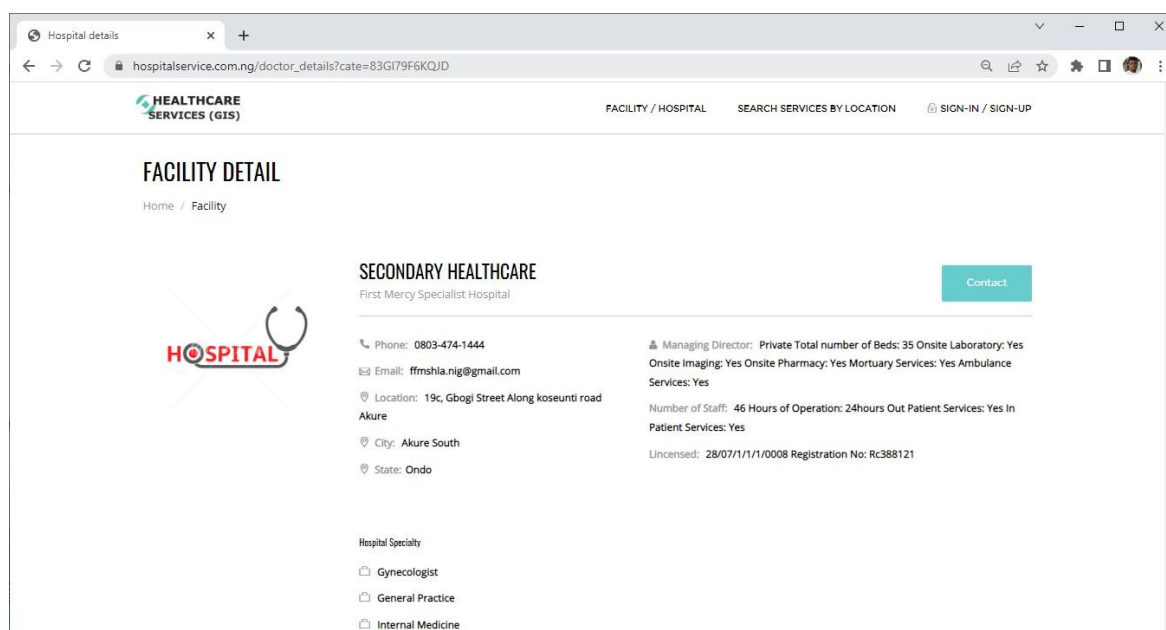 Hospital details
hospitalservice.com.ng/doctor_details?cate=83GI79F6KQJD
HEALTHCARE
SERVICES (GIS)
FACILITY / HOSPITAL
SEARCH SERVICES BY LOCATION
SIGN-IN / SIGN-UP
FACILITY DETAIL
Home / Facility
HOSPITAL
SECONDARY HEALTHCARE
First Mercy Specialist Hospital
Contact
Phone: 0803-474-1444
Email: ffmshla.nig@gmail.com
Location: 19c, Gbogi Street Along koseunti road
Akure
City: Akure South
State: Ondo
Managing Director: Private Total number of Beds: 35 Onsite Laboratory: Yes
Onsite Imaging: Yes Onsite Pharmacy: Yes Mortuary Services: Yes Ambulance
Services: Yes
Number of Staff: 46 Hours of Operation: 24hours Out Patient Services: Yes In
Patient Services: Yes
Lincensed: 28/07/1/1/1/0008 Registration No: Rc388121
Hospital Specialty
Gynecologist
General Practice
Internal Medicine